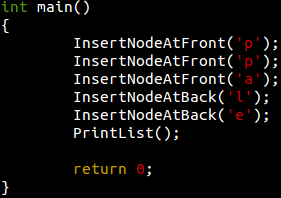 int main()
{
InsertNodeAtFront('p');
InsertNodeAtFront('p');
InsertNodeAtFront('a');
InsertNodeAtBack('l');
InsertNodeAtBack('e');
PrintList();
return 0;
}